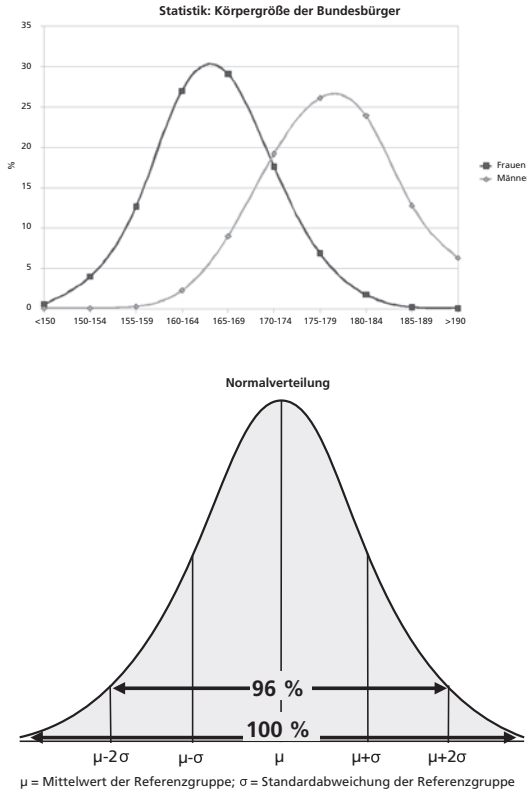 Statistik: Körpergröße der Bundesbürger
35
30
25
20
15
10
5
0
%
<150 150-154 155-159 160-164 165-169 170-174 175-179 180-184 185-189 >190
Frauen
Männe
Normalverteilung
96 %
100 %
μ-2σ μ-σ μ μ+σ μ+2σ
μ = Mittelwert der Referenzgruppe; σ = Standardabweichung der Referenzgruppe